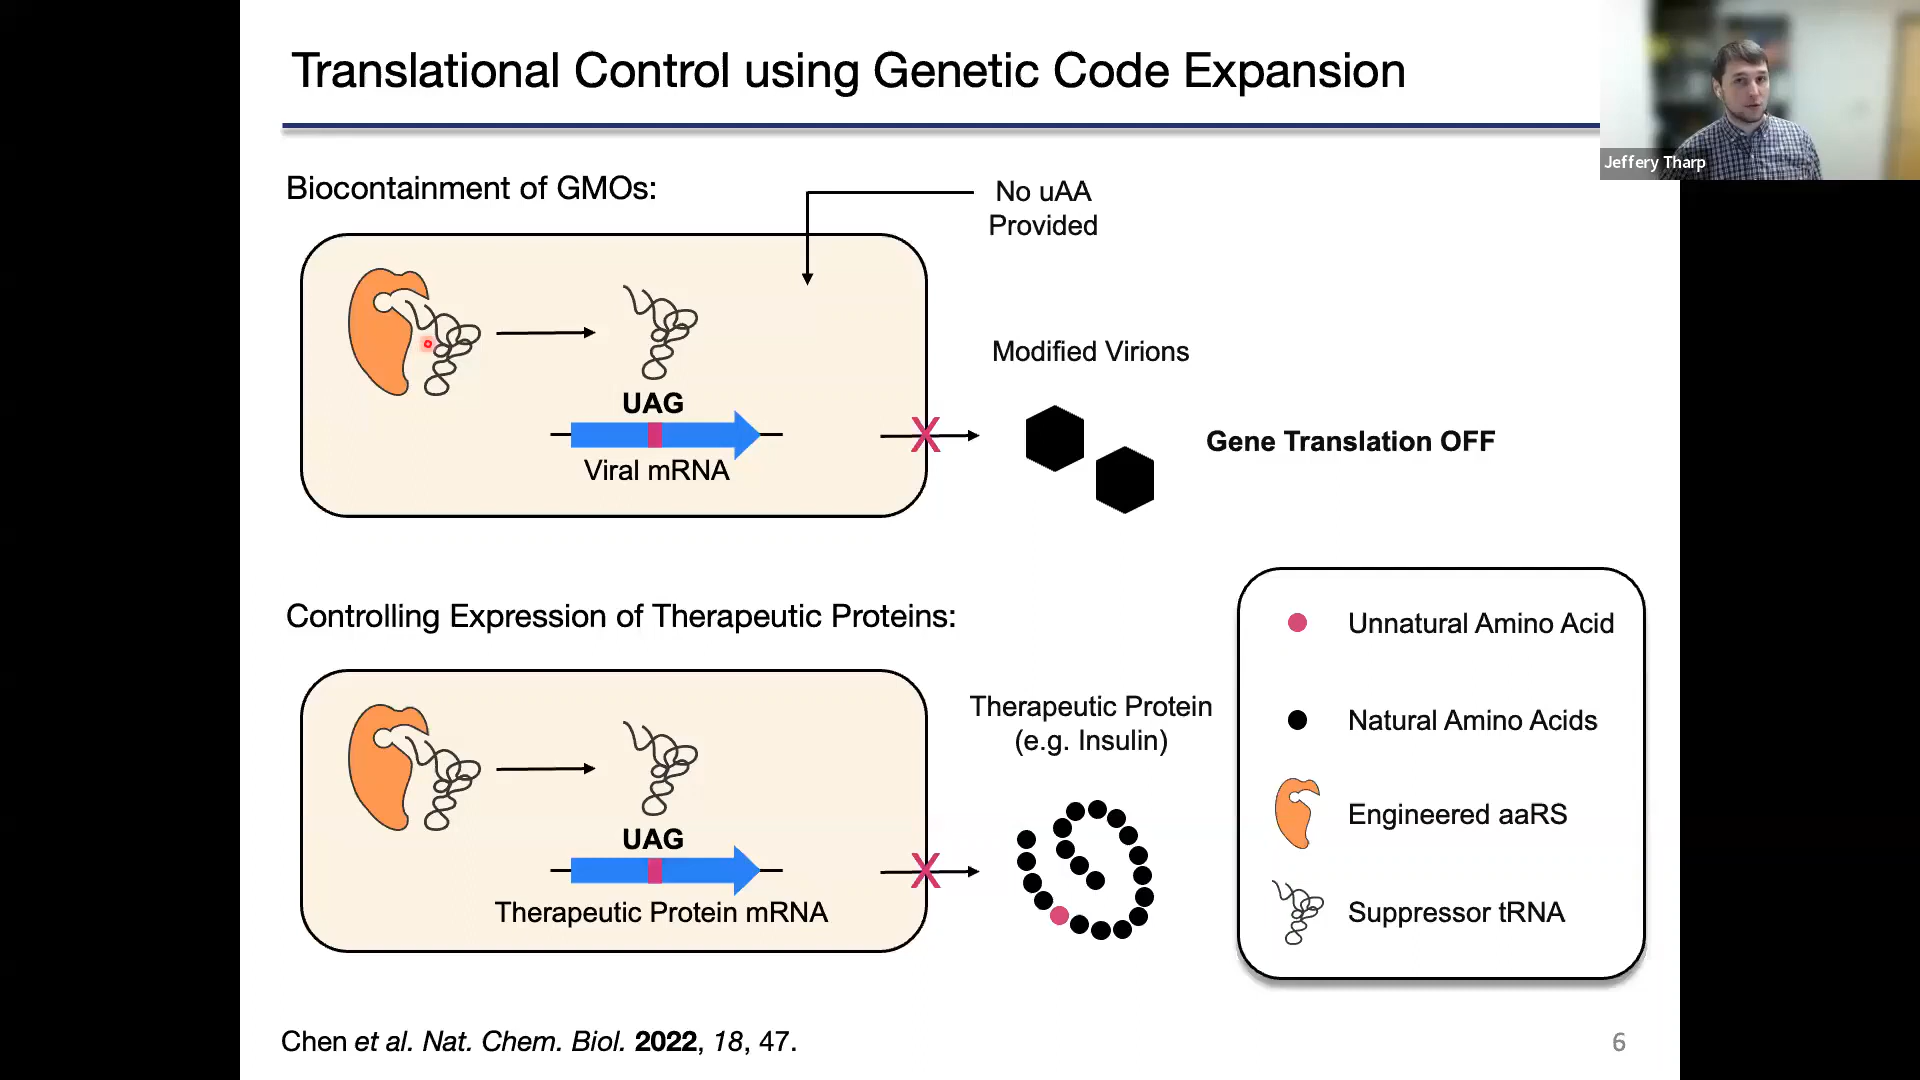 Translational Control using Genetic Code Expansion
Jeffery Tharp
Biocontainment of GMOs:
No uAA
Provided
UAG
Viral mRNA
X
Modified Virions
Gene Translation OFF
Controlling Expression of Therapeutic Proteins:
UAG
Therapeutic Protein mRNA
X
Therapeutic Protein
(e.g. Insulin)
Unnatural Amino Acid
Natural Amino Acids
Engineered aaRS
Suppressor tRNA
Chen et al. Nat. Chem. Biol. 2022, 18, 47.
6